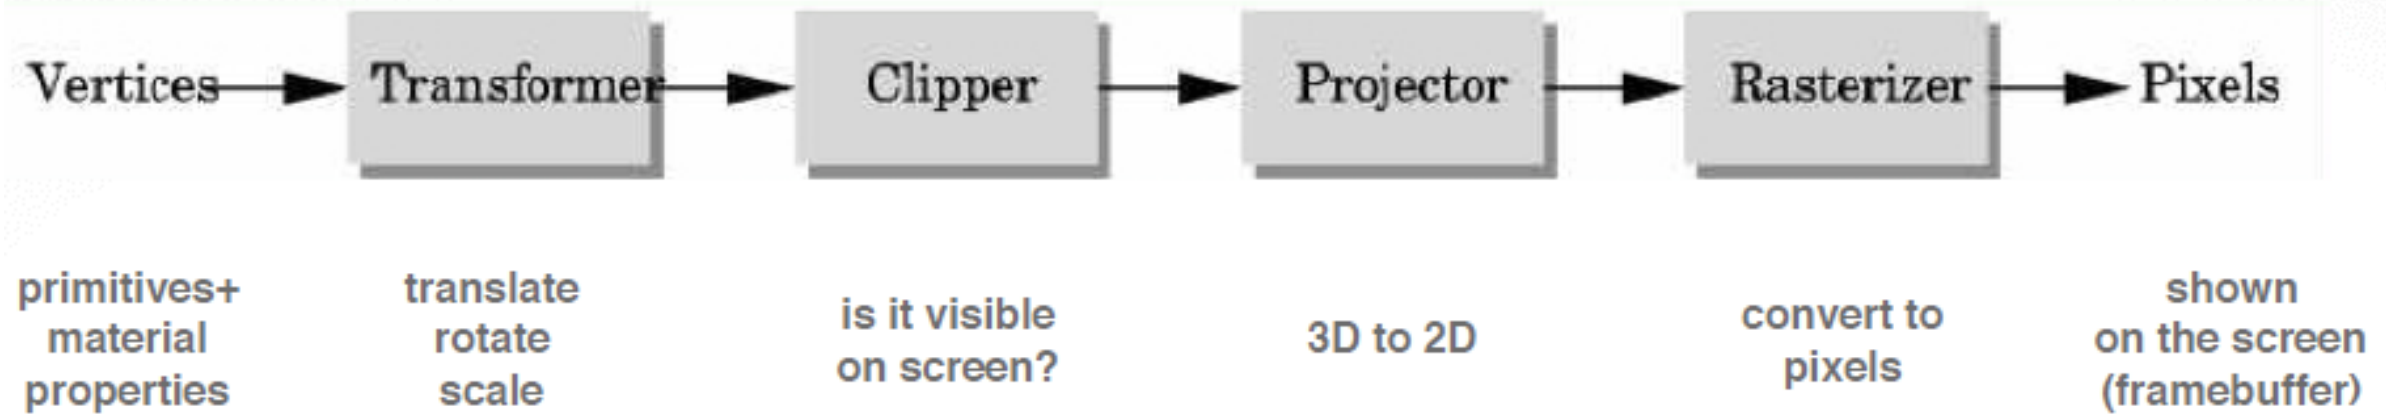 Vertices Transformer Clipper Projector Rasterizer Pixels
primitives+
material
properties
translate
rotate
scale
is it visible
on screen?
3D to 2D
convert to
pixels
shown
on the screen
(framebuffer)